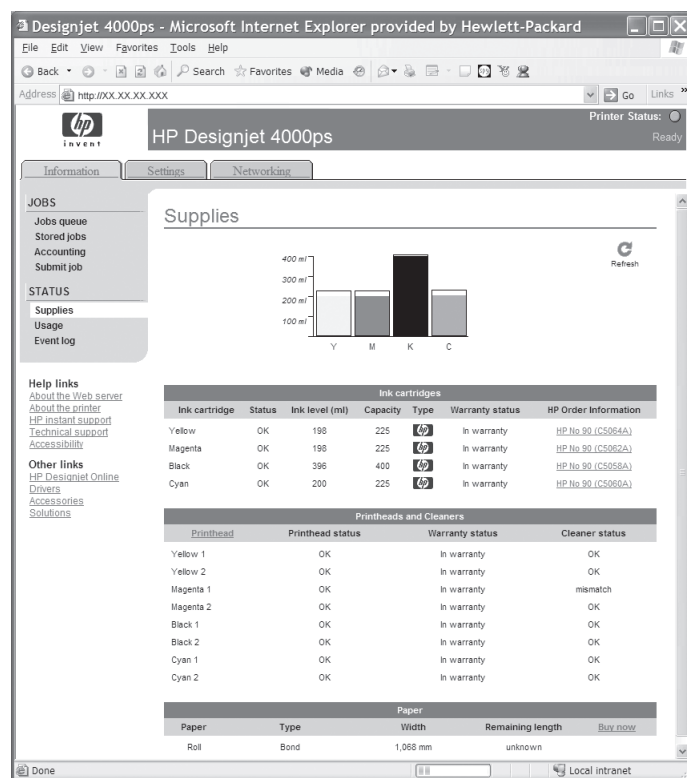 Designjet 4000ps - Microsoft Internet Explorer provided by Hewlett-Packard
File Edit View Favorites Tools Help
Back Search Favorites Media
Address http://XX.XX.XX.XXX Go Links »
hp
invent
HP Designjet 4000ps
Printer Status:
Ready
Information Settings Networking
JOBS
Jobs queue
Stored jobs
Accounting
Submit job
STATUS
Supplies
Usage
Event log
Help links
About the Web server
About the printer
HP instant support
Technical support
Accessibility
Other links
HP Designjet Online
Drivers
Accessories
Solutions
Supplies
Refresh
400 ml
300 ml
200 ml
100 ml
Y M K C
Ink cartridges
Ink cartridge Status Ink level (ml) Capacity Type Warranty status HP Order Information
Yellow OK 198 225 hp In warranty HP No 90 (C5064A)
Magenta OK 198 225 hp In warranty HP No 90 (C5062A)
Black OK 396 400 hp In warranty HP No 90 (C5058A)
Cyan OK 200 225 hp In warranty HP No 90 (C5060A)
Printheads and Cleaners
Printhead Printhead status Warranty status Cleaner status
Yellow 1 OK In warranty OK
Yellow 2 OK In warranty OK
Magenta 1 OK In warranty mismatch
Magenta 2 OK In warranty OK
Black 1 OK In warranty OK
Black 2 OK In warranty OK
Cyan 1 OK In warranty OK
Cyan 2 OK In warranty OK
Paper
Paper Type Width Remaining length Buy now
Roll Bond 1,068 mm unknown
Done Local intranet